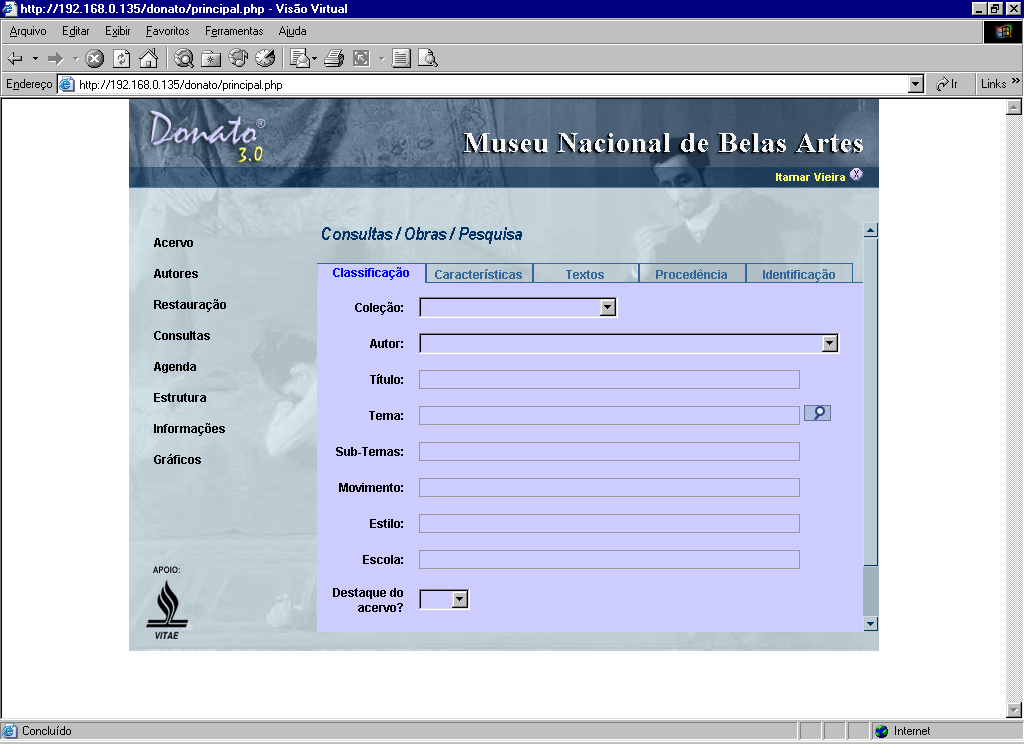 http://192.168.0.135/donato/principal.php - Visão Virtual
Arquivo Editar Exibir Favoritos Ferramentas Ajuda
Endereço http://192.168.0.135/donato/principal.php Ir Links »
Donato®
3.0
Museu Nacional de Belas Artes
Itamar Vieira X
Consultas / Obras / Pesquisa
Acervo
Autores
Restauração
Consultas
Agenda
Estrutura
Informações
Gráficos
APOIO:
VITAE
Classificação Características Textos Procedência Identificação
Coleção:
Autor:
Título:
Tema:
Sub-Temas:
Movimento:
Estilo:
Escola:
Destaque do
acervo?
Concluído Internet